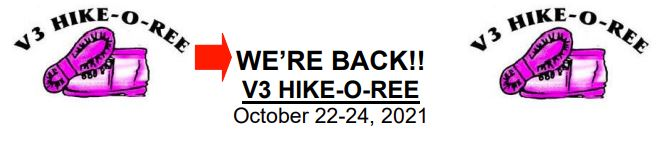 V3 HIKE-O-REE
V3 HIKE-O-REE
WE'RE BACK!!
V3 HIKE-O-REE
October 22-24, 2021